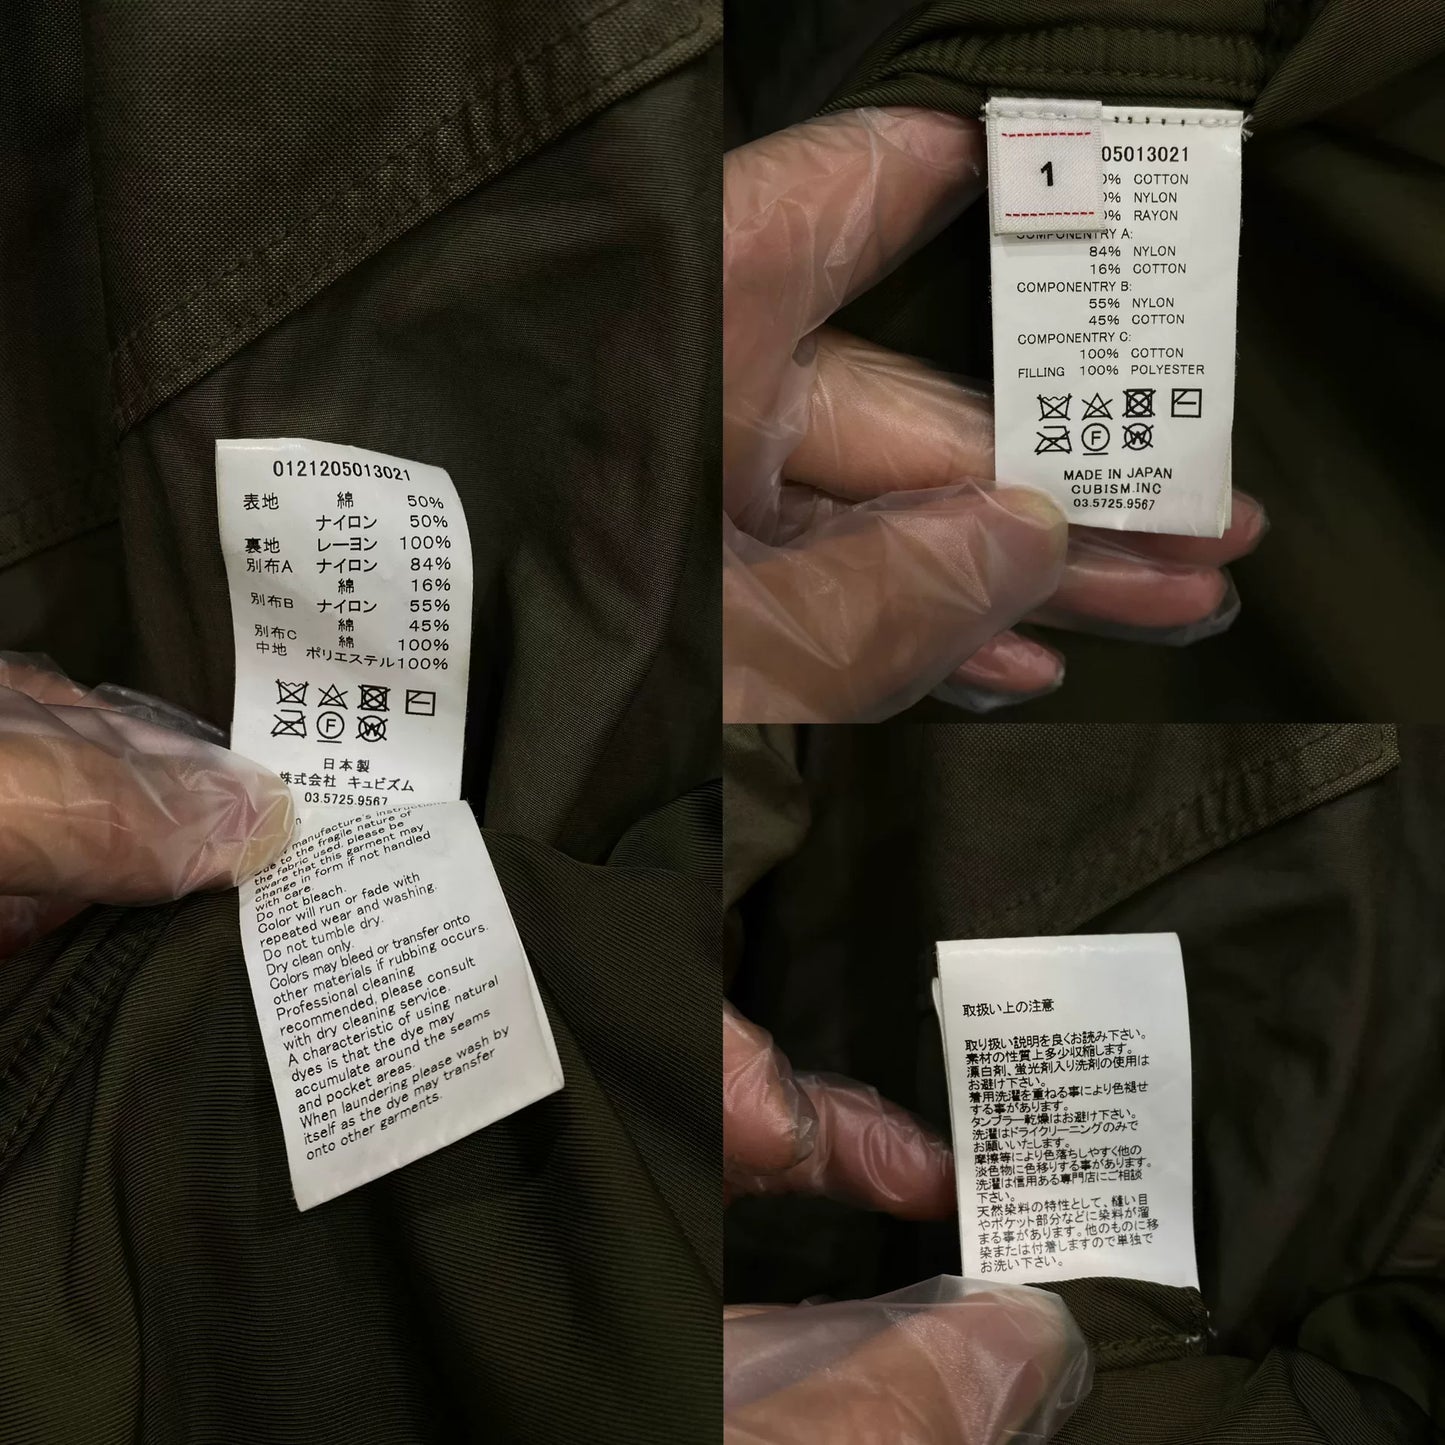 0121205013021
表地 綿 50%
ナイロン 50%
裏地 レーヨン 100%
別布A ナイロン 84%
綿 16%
別布B ナイロン 55%
綿 45%
別布C 綿 100%
中地 ポリエステル 100%
F
W
日本製
株式会社 キュビズム
03.5725.9567
manufacture's instructions
to the fragile nature of
the fabric used. please be
aware that this garment may
change in form if not handled
with care.
Do not bleach.
Color will run or fade with
repeated wear and washing.
Do not tumble dry.
Dry clean only.
Colors may bleed or transfer onto
other materials if rubbing occurs.
Professional cleaning
recommended, please consult
with dry cleaning service.
A characteristic of using natural
dyes is that the dye may
accumulate around the seams
and pocket areas.
When laundering please wash by
itself as the dye may transfer
onto other garments.
1
05013021
0% COTTON
0% NYLON
0% RAYON
COMPONENTRY A:
84% NYLON
16% COTTON
COMPONENTRY B:
55% NYLON
45% COTTON
COMPONENTRY C:
100% COTTON
FILLING 100% POLYESTER
F
W
MADE IN JAPAN
CUBISM.INC
03.5725.9567
取扱い上の注意
取り扱い説明を良くお読み下さい。
素材の性質上多少収縮します。
漂白剤、蛍光剤入り洗剤の使用は
お避け下さい。
着用洗濯を重ねる事により色褪せ
する事があります。
タンブラー乾燥はお避け下さい。
洗濯はドライクリーニングのみで
お願いいたします。
摩擦等により色落ちしやすく他の
淡色物に色移りする事があります。
洗濯は信用ある専門店にご相談
下さい。
天然染料の特性として、縫い目
やポケット部分などに染料が溜
まる事があります。他のものに移
染または付着しますので単独で
お洗い下さい。